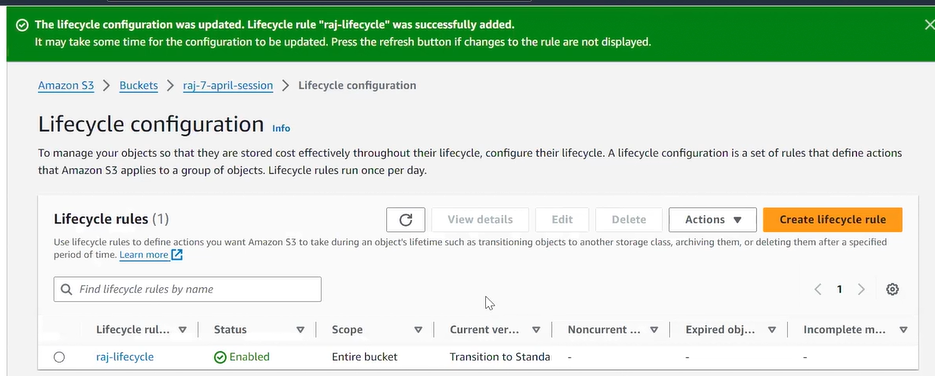 The lifecycle configuration was updated. Lifecycle rule "raj-lifecycle" was successfully added.
It may take some time for the configuration to be updated. Press the refresh button if changes to the rule are not displayed.
Amazon S3 > Buckets > raj-7-april-session > Lifecycle configuration
Lifecycle configuration Info
To manage your objects so that they are stored cost effectively throughout their lifecycle, configure their lifecycle. A lifecycle configuration is a set of rules that define actions
that Amazon S3 applies to a group of objects. Lifecycle rules run once per day.
Lifecycle rules (1) View details Edit Delete Actions Create lifecycle rule
Use lifecycle rules to define actions you want Amazon S3 to take during an object's lifetime such as transitioning objects to another storage class, archiving them, or deleting them after a specified
period of time. Learn more
Find lifecycle rules by name < 1 >
Lifecycle rul... Status Scope Current ver... Noncurrent ... Expired obj... Incomplete m...
raj-lifecycle Enabled Entire bucket Transition to Standa - - -